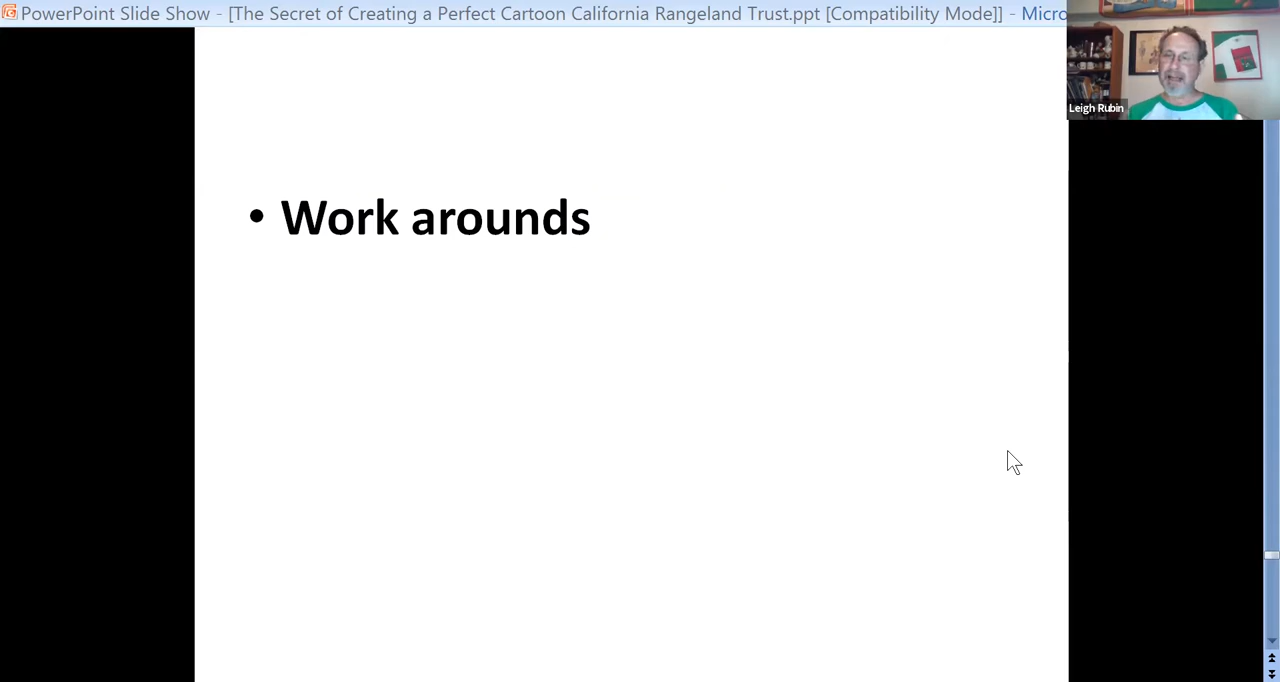 PowerPoint Slide Show - [The Secret of Creating a Perfect Cartoon California Rangeland Trust.ppt [Compatibility Mode]] - Micro
Leigh Rubin
• Work arounds